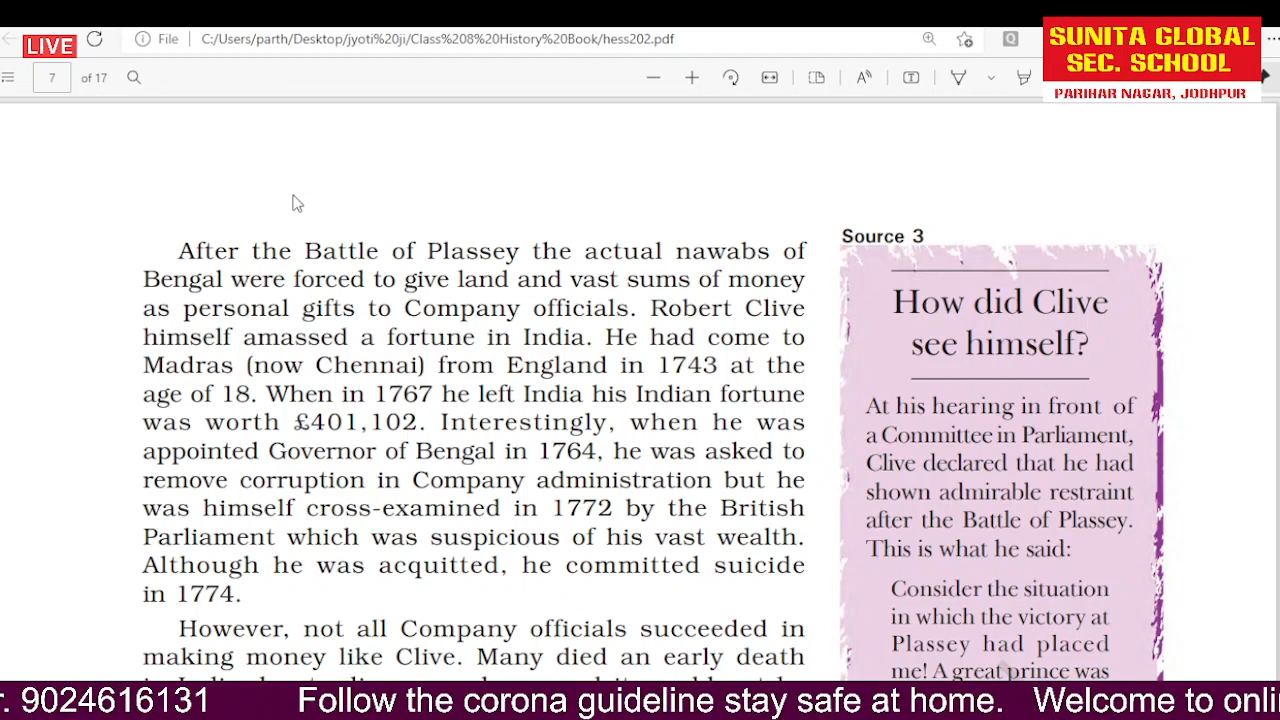 LIVE
File
C:/Users/parth/Desktop/jyoti%20ji/Class%208%20History%20Book/hess202.pdf
SUNITA GLOBAL
SEC. SCHOOL
PARIHAR NAGAR, JODHPUR
7 of 17
After the Battle of Plassey the actual nawabs of
Bengal were forced to give land and vast sums of money
as personal gifts to Company officials. Robert Clive
himself amassed a fortune in India. He had come to
Madras (now Chennai) from England in 1743 at the
age of 18. When in 1767 he left India his Indian fortune
was worth £401,102. Interestingly, when he was
appointed Governor of Bengal in 1764, he was asked to
remove corruption in Company administration but he
was himself cross-examined in 1772 by the British
Parliament which was suspicious of his vast wealth.
Although he was acquitted, he committed suicide
in 1774.
However, not all Company officials succeeded in
making money like Clive. Many died an early death
Source 3
How did Clive
see himself?
At his hearing in front of
a Committee in Parliament,
Clive declared that he had
shown admirable restraint
after the Battle of Plassey.
This is what he said:
Consider the situation
in which the victory at
Plassey had placed
me! A great prince was
r. 9024616131 Follow the corona guideline stay safe at home. Welcome to onli